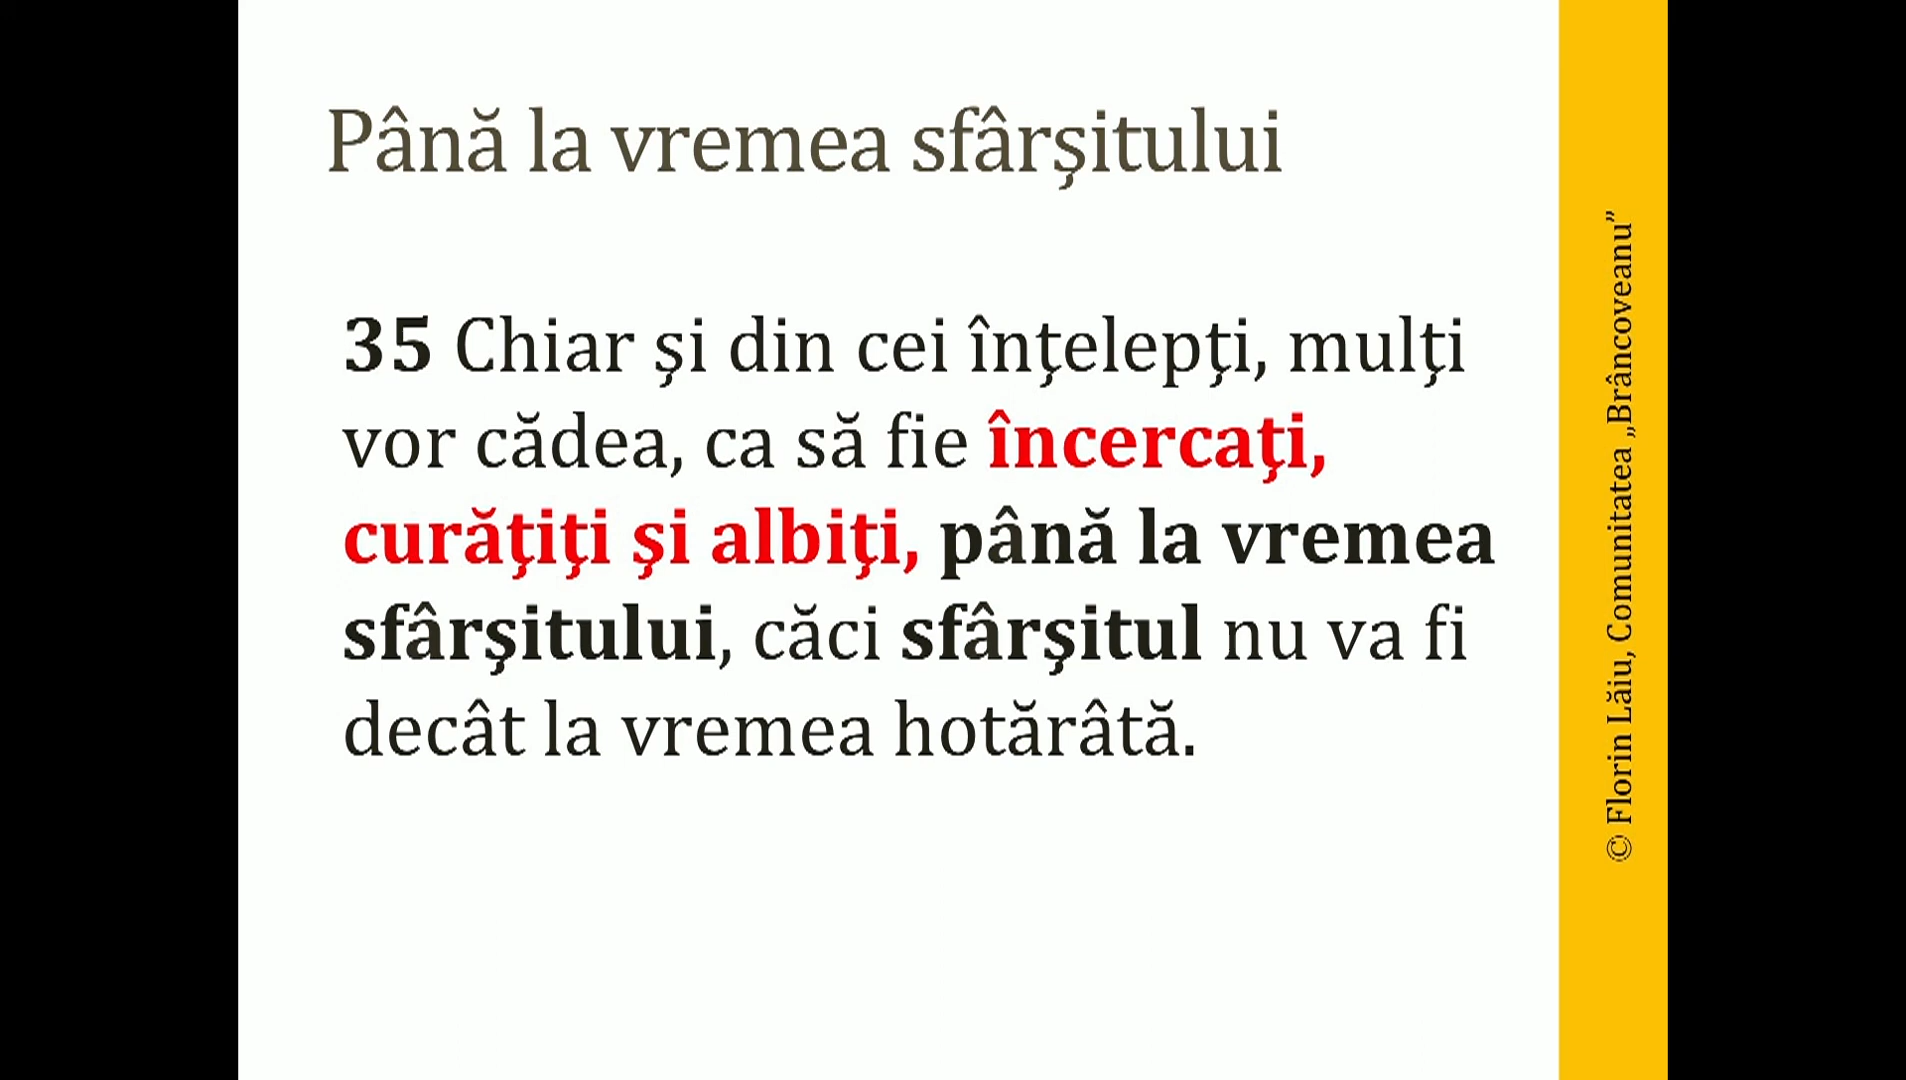 Până la vremea sfârşitului
35 Chiar şi din cei înţelepţi, mulţi
vor cădea, ca să fie încercaţi,
curăţiţi şi albiţi, până la vremea
sfârşitului, căci sfârşitul nu va fi
decât la vremea hotărâtă.
© Florin Lăiu, Comunitatea „Brâncoveanu”